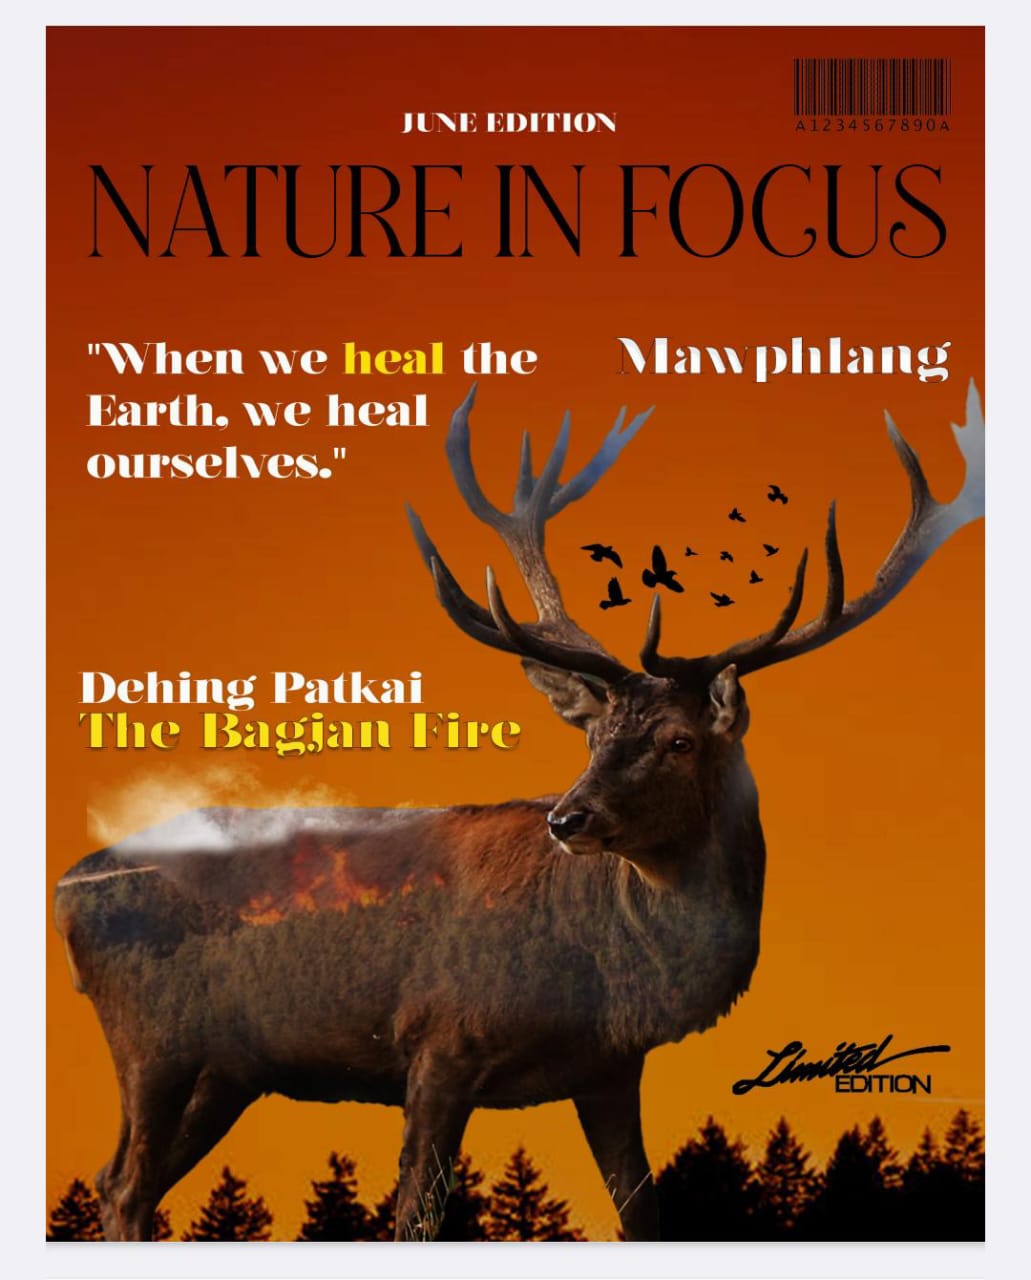 A1234567890A
JUNE EDITION
NATURE IN FOCUS
"When we heal the
Earth, we heal
ourselves."
Mawphlang
Dehing Patkai
The Bagjan Fire
Limited
EDITION